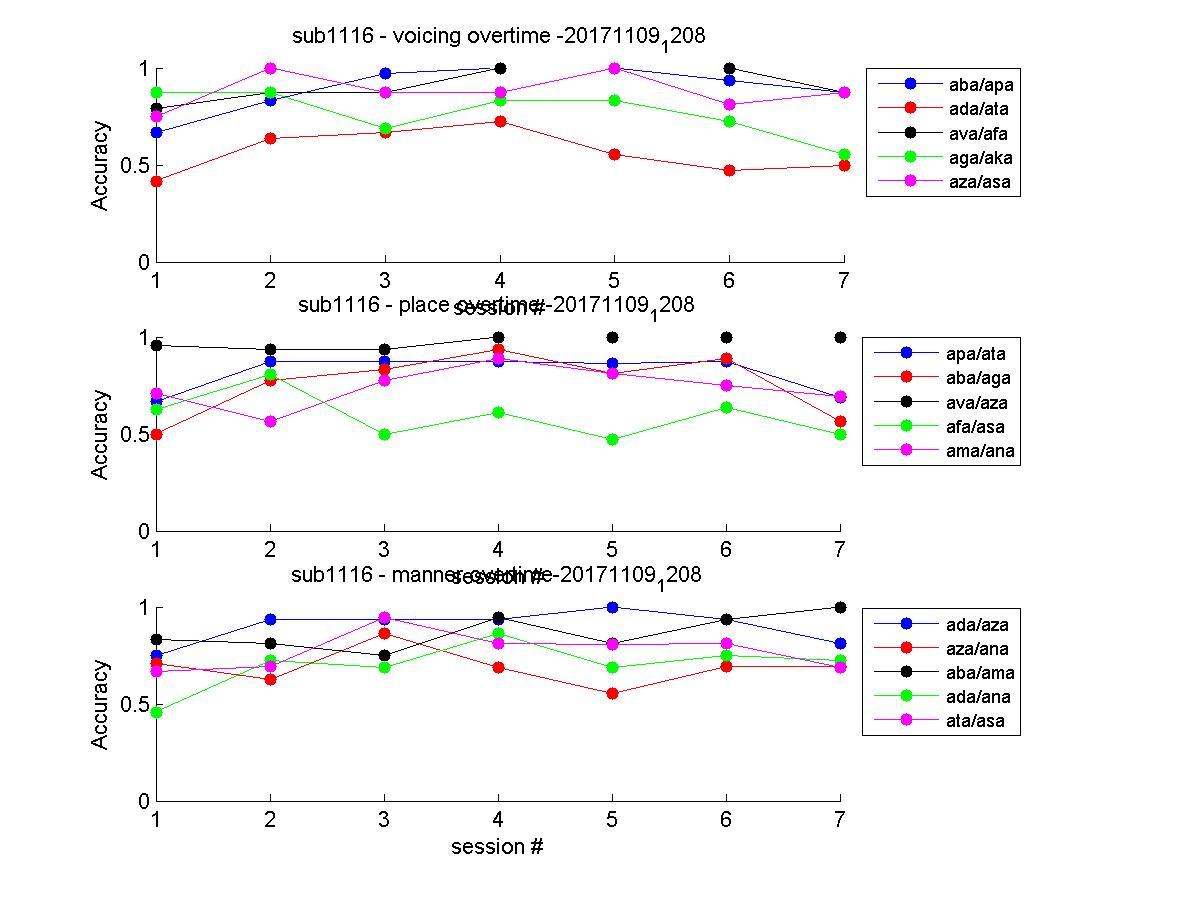 sub1116 - voicing overtime -20171109₁208
1
0.5
0
Accuracy
1 2 3 4 5 6 7
session #
aba/apa
ada/ata
ava/afa
aga/aka
aza/asa
sub1116 - place overtime -20171109₁208
1
0.5
0
Accuracy
1 2 3 4 5 6 7
session #
apa/ata
aba/aga
ava/aza
afa/asa
ama/ana
sub1116 - manner overtime -20171109₁208
1
0.5
0
Accuracy
1 2 3 4 5 6 7
session #
ada/aza
aza/ana
aba/ama
ada/ana
ata/asa